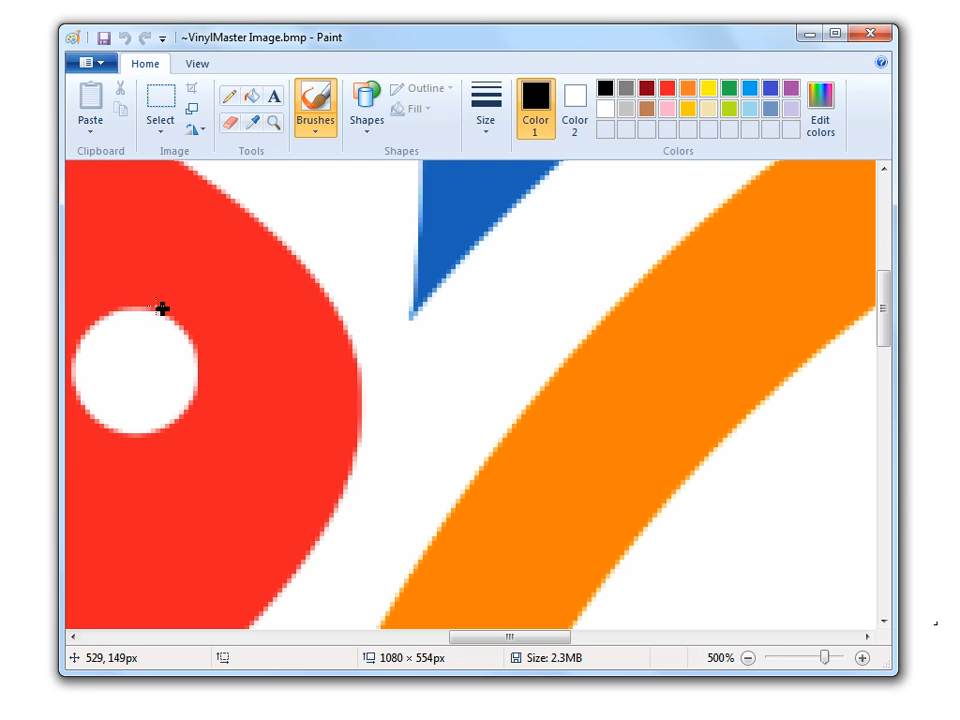 ~VinylMaster Image.bmp - Paint
Home View
Paste Select Brushes Shapes Outline Fill Size Color 1 Color 2 Edit colors
A
Clipboard Image Tools Shapes Colors
529, 149px 1080 × 554px Size: 2.3MB 500%